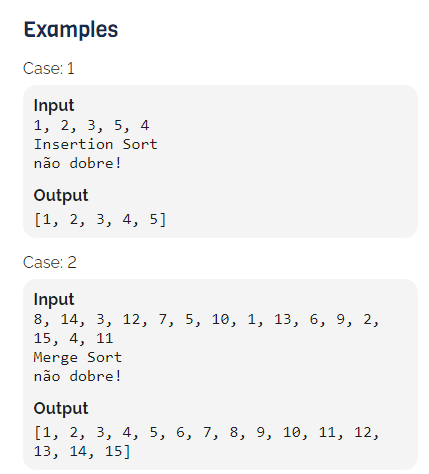 Examples
Case: 1
Input
1, 2, 3, 5, 4
Insertion Sort
não dobre!
Output
[1, 2, 3, 4, 5]
Case: 2
Input
8, 14, 3, 12, 7, 5, 10, 1, 13, 6, 9, 2,
15, 4, 11
Merge Sort
não dobre!
Output
[1, 2, 3, 4, 5, 6, 7, 8, 9, 10, 11, 12,
13, 14, 15]